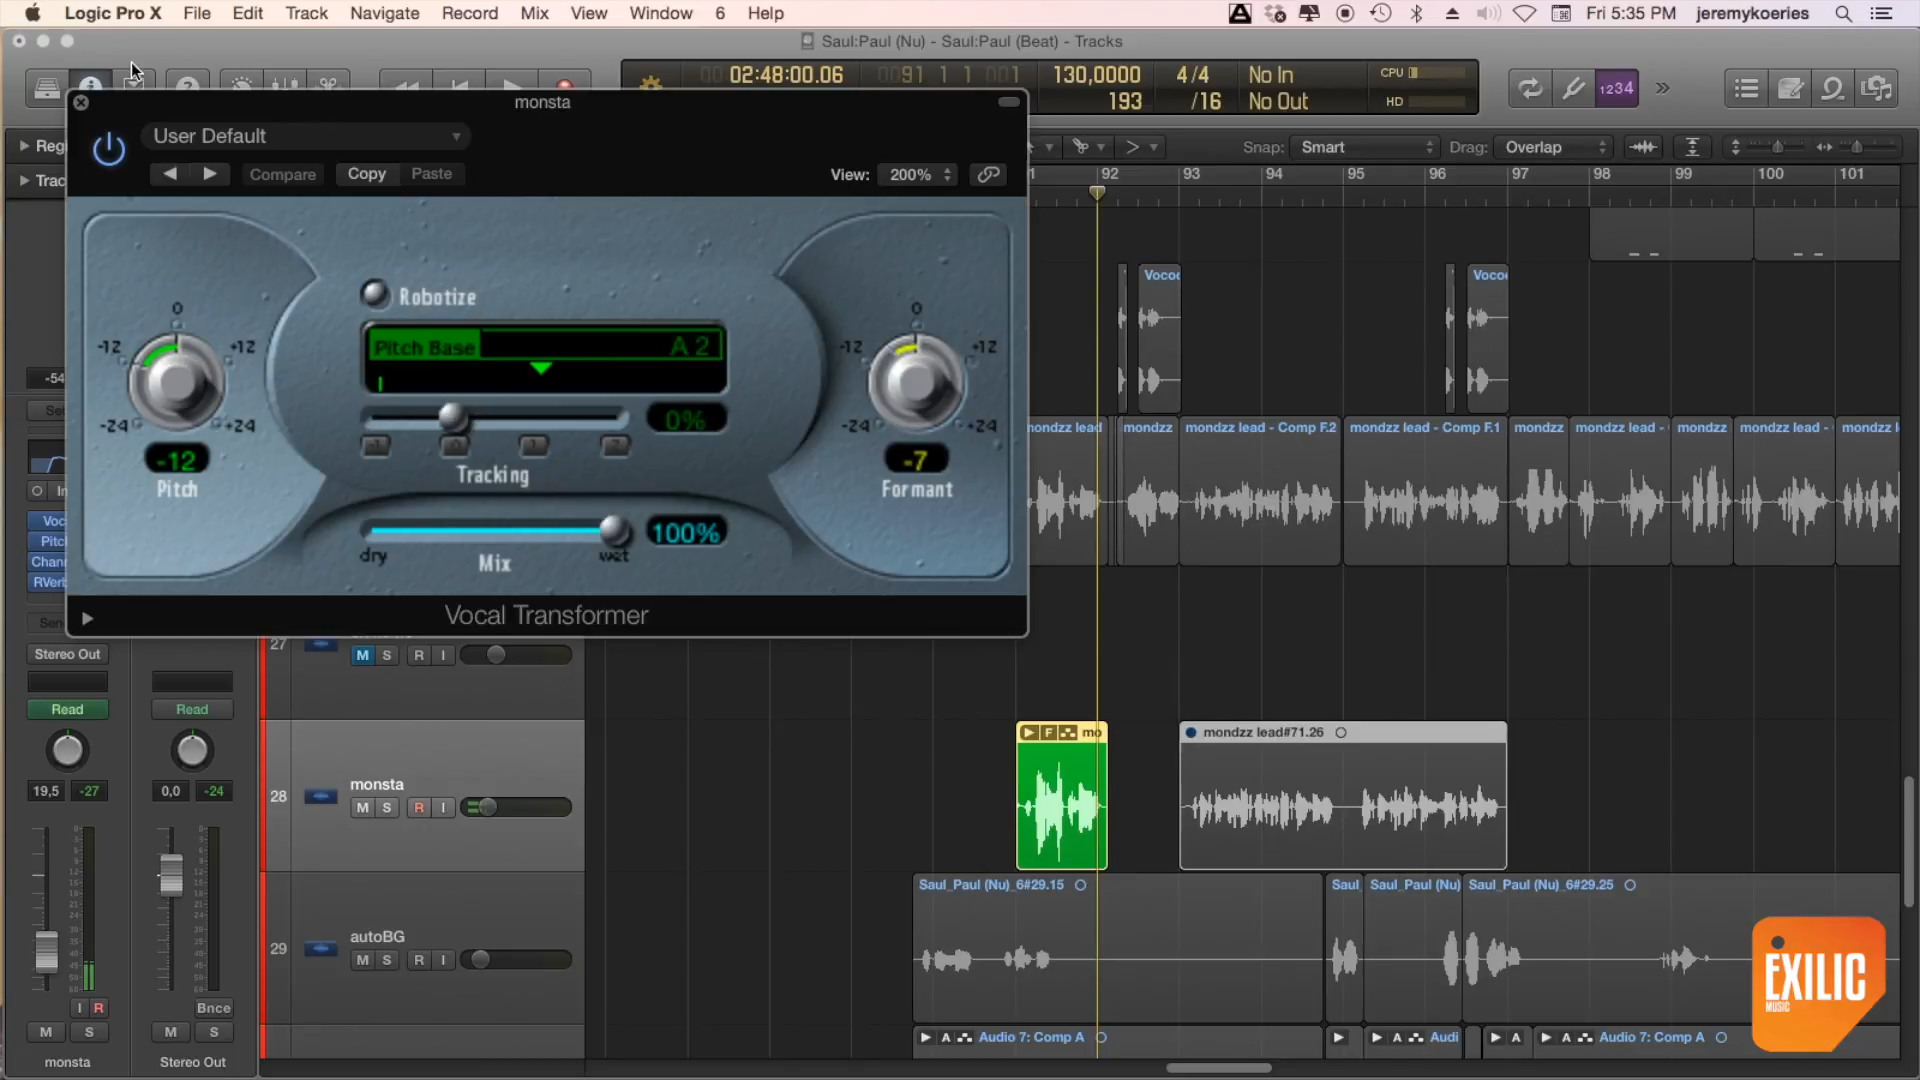 Logic Pro X File Edit Track Navigate Record Mix View Window 6 Help Fri 5:35 PM jeremykoeries
Saul:Paul (Nu) - Saul:Paul (Beat) - Tracks
02:48:00.06 0091 1 1 001 130,0000 4/4 No In CPU
193 /16 No Out HD
1234
monsta
User Default
Compare Copy Paste View: 200%
Snap: Smart Drag: Overlap
92 93 94 95 96 97 98 99 100 101
Robotize
Pitch Base A 2
0 -12 +12 -24 +24
-12
Pitch
0%
-1 0 1 2
Tracking
0 -12 +12 -24 +24
-7
Formant
100%
dry wet
Mix
Vocal Transformer
Reg
Trac
-54
Voc
Pitc
Chan
RVert
Sen
Stereo Out
Read Read
19,5 -27 0,0 -24
I R Bnce
M S M S
monsta Stereo Out
27
M S R I
28 monsta
M S R I
29 autoBG
M S R I
Voco Voco
mondzz lead mondzz mondzz lead - Comp F.2 mondzz lead - Comp F.1 mondzz mondzz lead - mondzz mondzz lead - mondzz l
F mo mondzz lead#71.26
Saul_Paul (Nu)_6#29.15 Saul Saul_Paul (Nu) Saul_Paul (Nu)_6#29.25
A Audio 7: Comp A A Audi A A Audio 7: Comp A
EXILIC
MUSIC